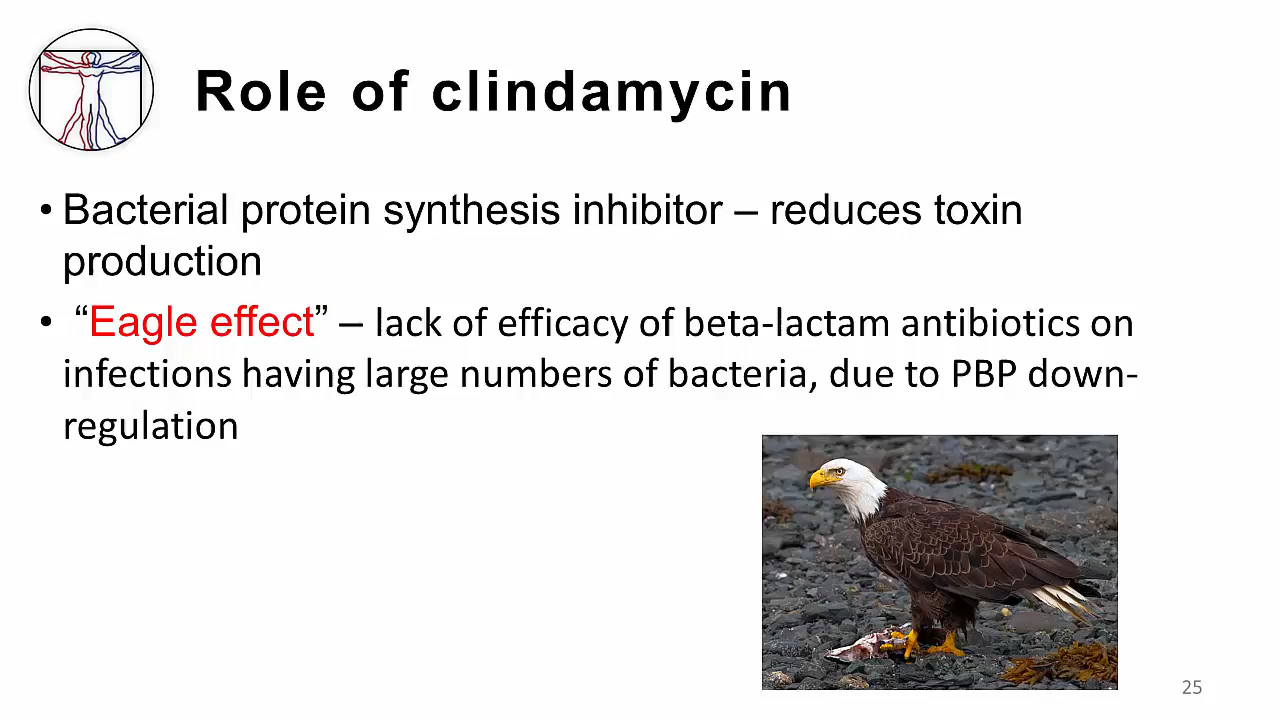 Role of clindamycin
• Bacterial protein synthesis inhibitor – reduces toxin
production
• “Eagle effect” – lack of efficacy of beta-lactam antibiotics on
infections having large numbers of bacteria, due to PBP down-
regulation
25